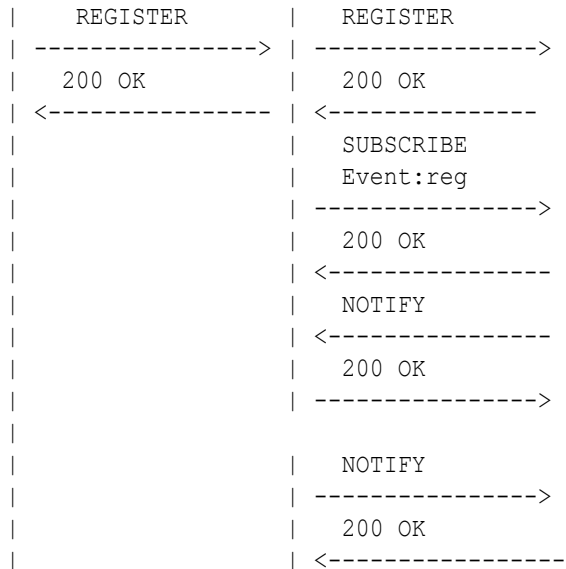 |    REGISTER         |   REGISTER
| ----------------> | ---------------->
|   200 OK            |   200 OK
| <---------------- | <---------------
|                     |   SUBSCRIBE
|                     |   Event:reg
|                     | ---------------->
|                     |   200 OK
|                     | <----------------
|                     |   NOTIFY
|                     | <----------------
|                     |   200 OK
|                     | ---------------->
|
|                     |   NOTIFY
|                     | ---------------->
|                     |   200 OK
|                     | <-----------------